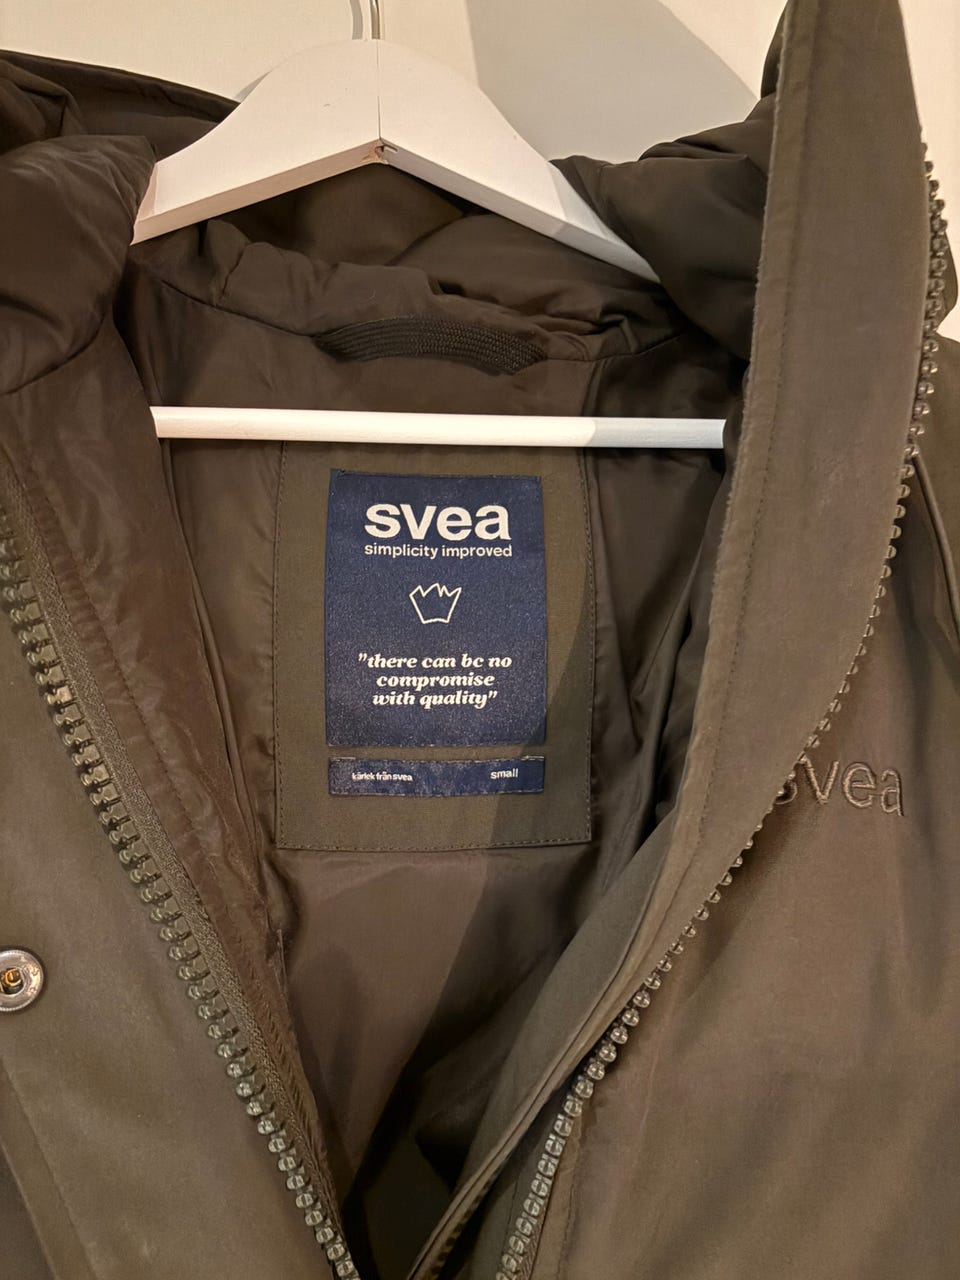 svea
simplicity improved
"there can be no
compromise
with quality"
kärlek från svea
small
svea